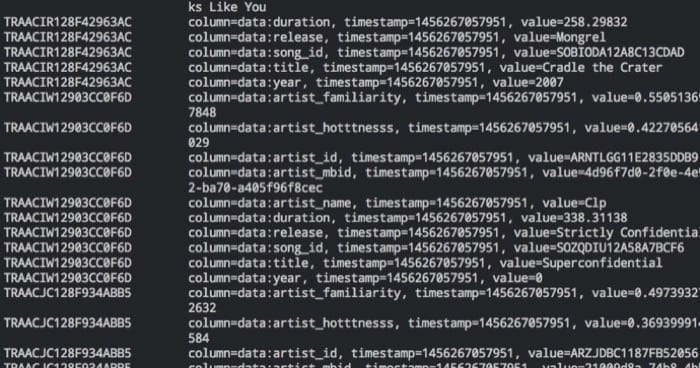 ks Like You
TRAACIR128F42963AC column=data:duration, timestamp=1456267057951, value=258.29832
TRAACIR128F42963AC column=data:release, timestamp=1456267057951, value=Mongrel
TRAACIR128F42963AC column=data:song_id, timestamp=1456267057951, value=SOBIODA12A8C13CDAD
TRAACIR128F42963AC column=data:title, timestamp=1456267057951, value=Cradle the Crater
TRAACIR128F42963AC column=data:year, timestamp=1456267057951, value=2007
TRAACIW12903CC0F6D column=data:artist_familiarity, timestamp=1456267057951, value=0.5505136
7848
TRAACIW12903CC0F6D column=data:artist_hotttnesss, timestamp=1456267057951, value=0.42270564
029
TRAACIW12903CC0F6D column=data:artist_id, timestamp=1456267057951, value=ARNTLGG11E2835DDB9
TRAACIW12903CC0F6D column=data:artist_mbid, timestamp=1456267057951, value=4d96f7d0-2f0e-4e
2-ba70-a405f96f8cec
TRAACIW12903CC0F6D column=data:artist_name, timestamp=1456267057951, value=Clp
TRAACIW12903CC0F6D column=data:duration, timestamp=1456267057951, value=338.31138
TRAACIW12903CC0F6D column=data:release, timestamp=1456267057951, value=Strictly Confidentia
TRAACIW12903CC0F6D column=data:song_id, timestamp=1456267057951, value=SOZQDIU12A58A7BCF6
TRAACIW12903CC0F6D column=data:title, timestamp=1456267057951, value=Superconfidential
TRAACIW12903CC0F6D column=data:year, timestamp=1456267057951, value=0
TRAACJC128F934ABB5 column=data:artist_familiarity, timestamp=1456267057951, value=0.4973932
2632
TRAACJC128F934ABB5 column=data:artist_hotttnesss, timestamp=1456267057951, value=0.36939991
584
TRAACJC128F934ABB5 column=data:artist_id, timestamp=1456267057951, value=ARZJDBC1187FB52056
TRAACJC128F934ABB5 column=data:artist_mbid, timestamp=1456267057951,